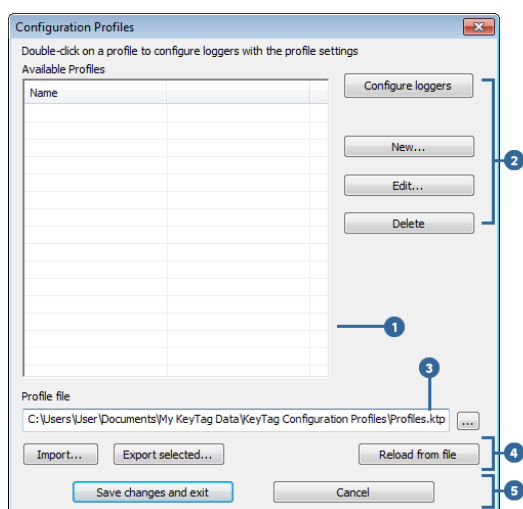 Configuration Profiles
Double-click on a profile to configure loggers with the profile settings
Available Profiles
Name
Configure loggers
New...
2
Edit...
Delete
1
3
Profile file
C:\Users\User\Documents\My KeyTag Data\KeyTag Configuration Profiles\Profiles.ktp
...
Import...
Export selected...
Reload from file
4
Save changes and exit
Cancel
5